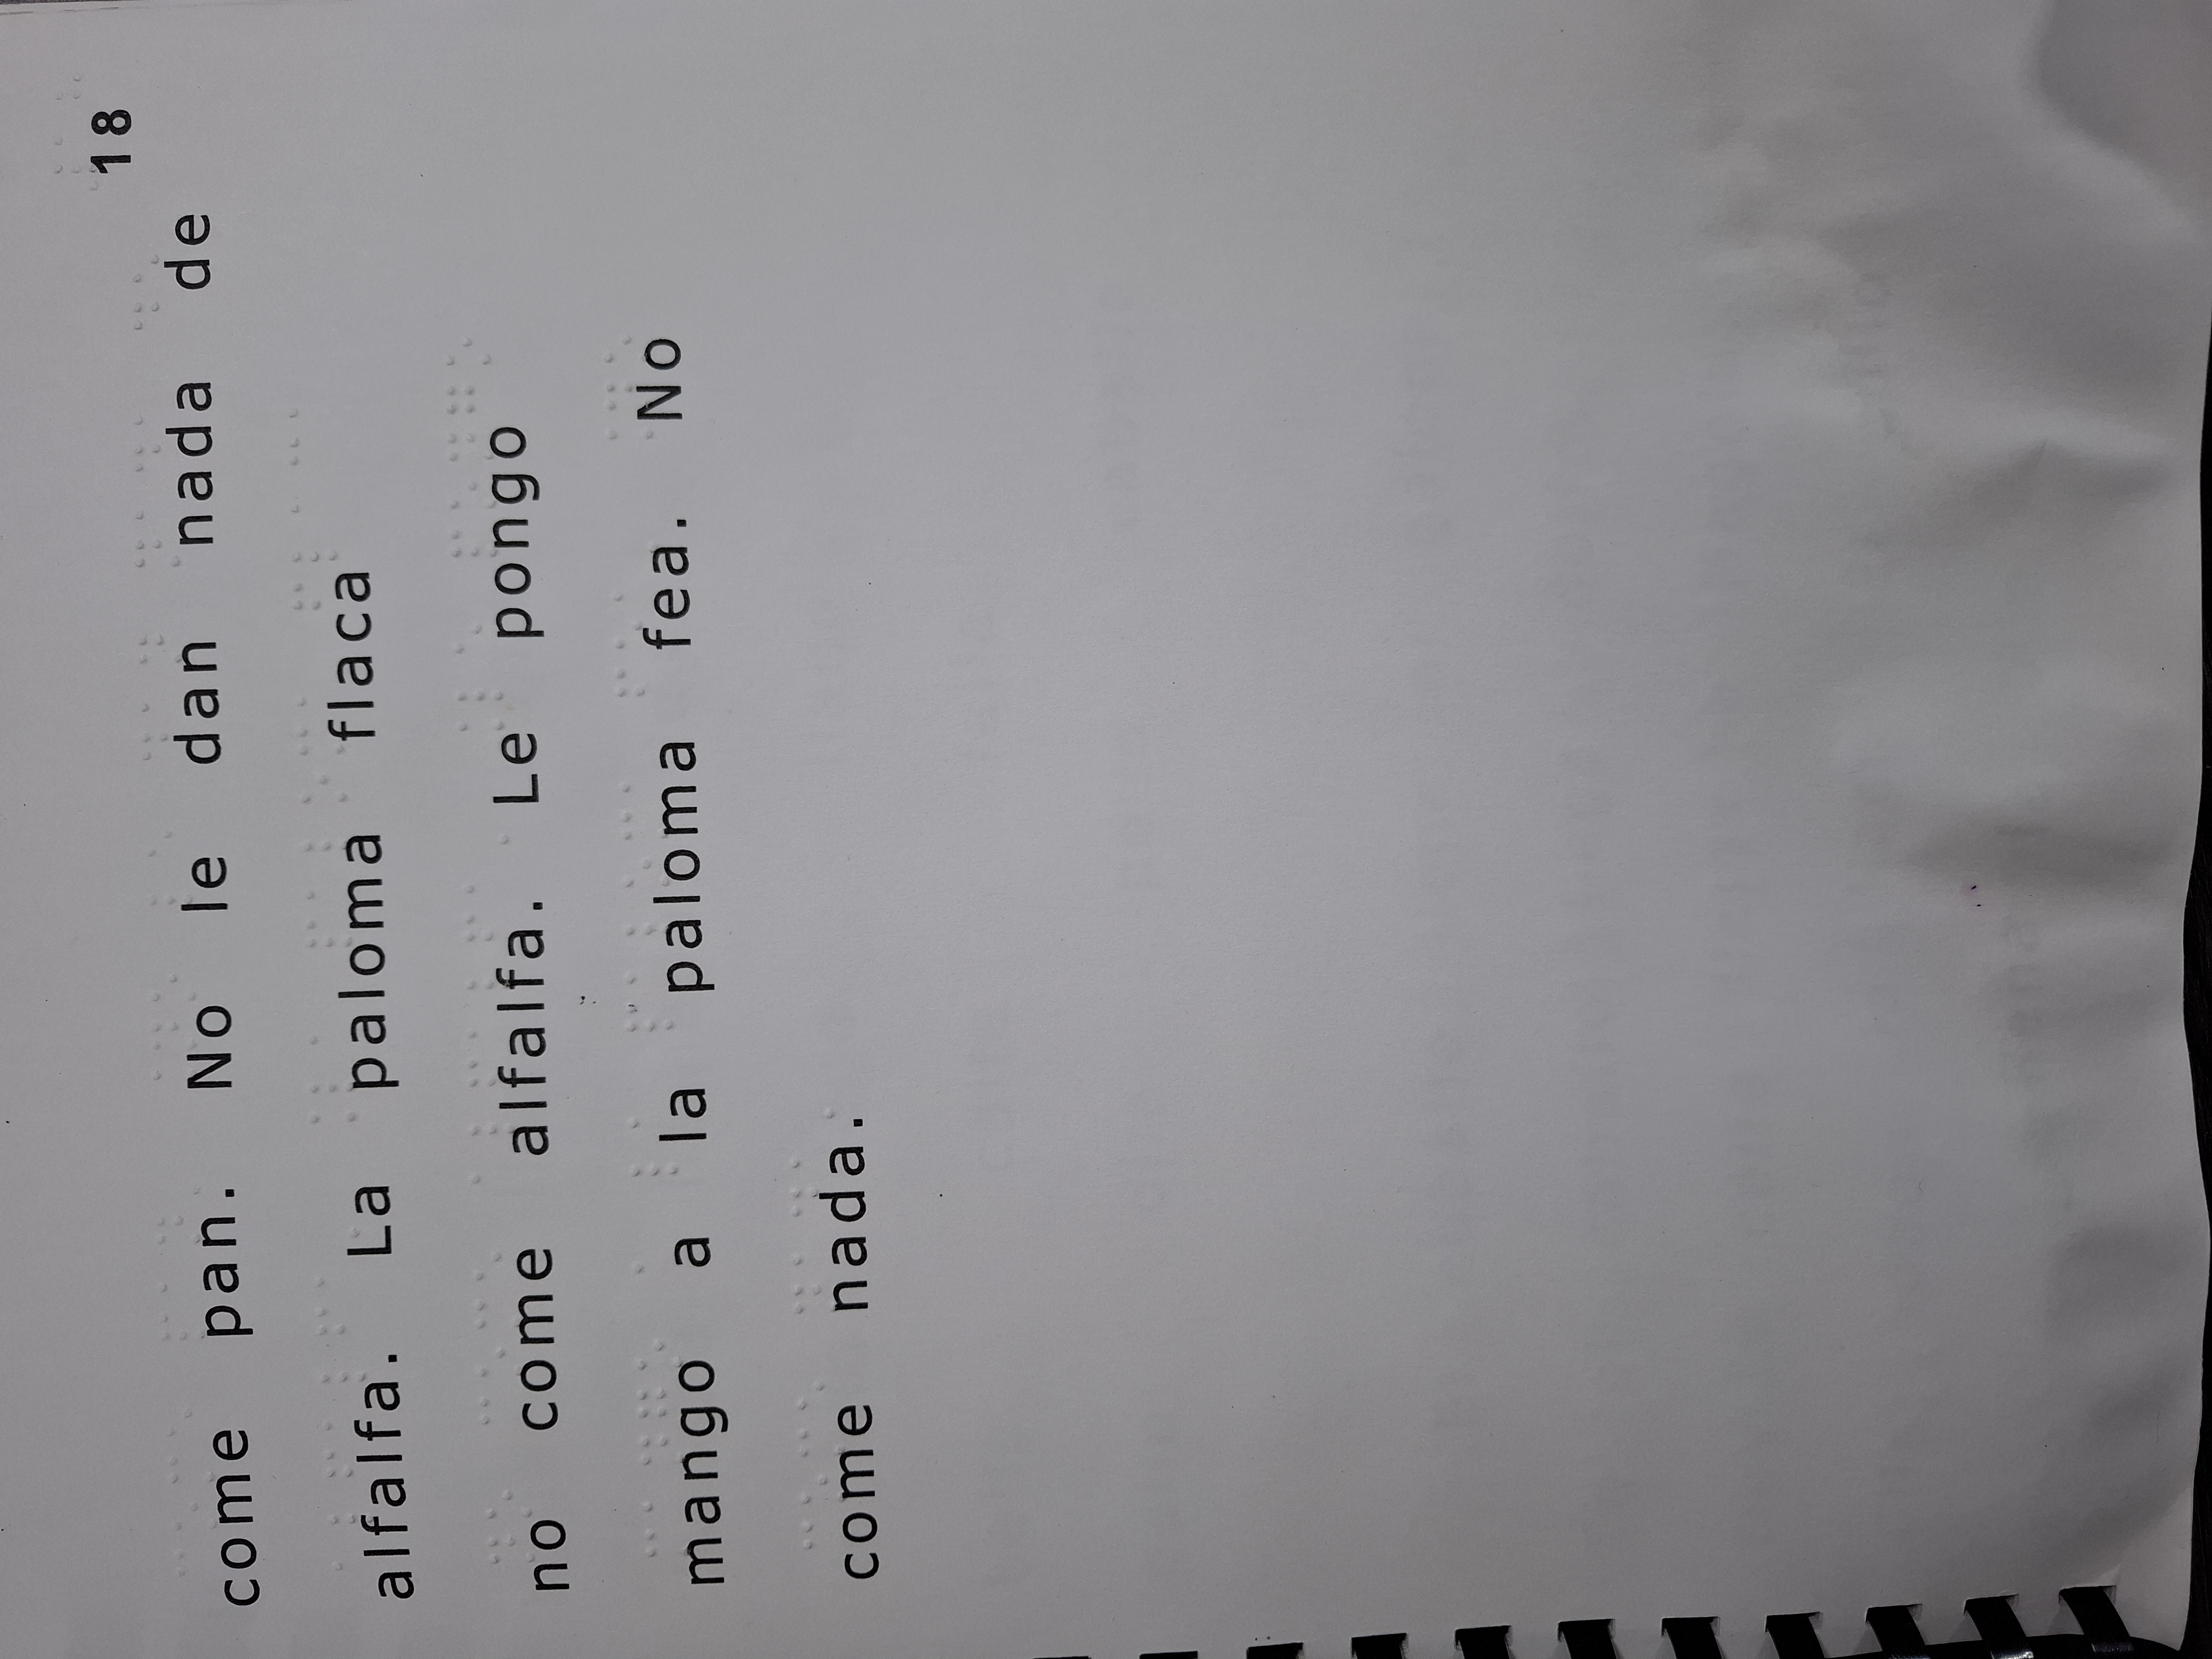 18
come pan. No le dan nada de
alfalfa. La paloma flaca
no come alfalfa. Le pongo
mango a la paloma fea. No
come nada.